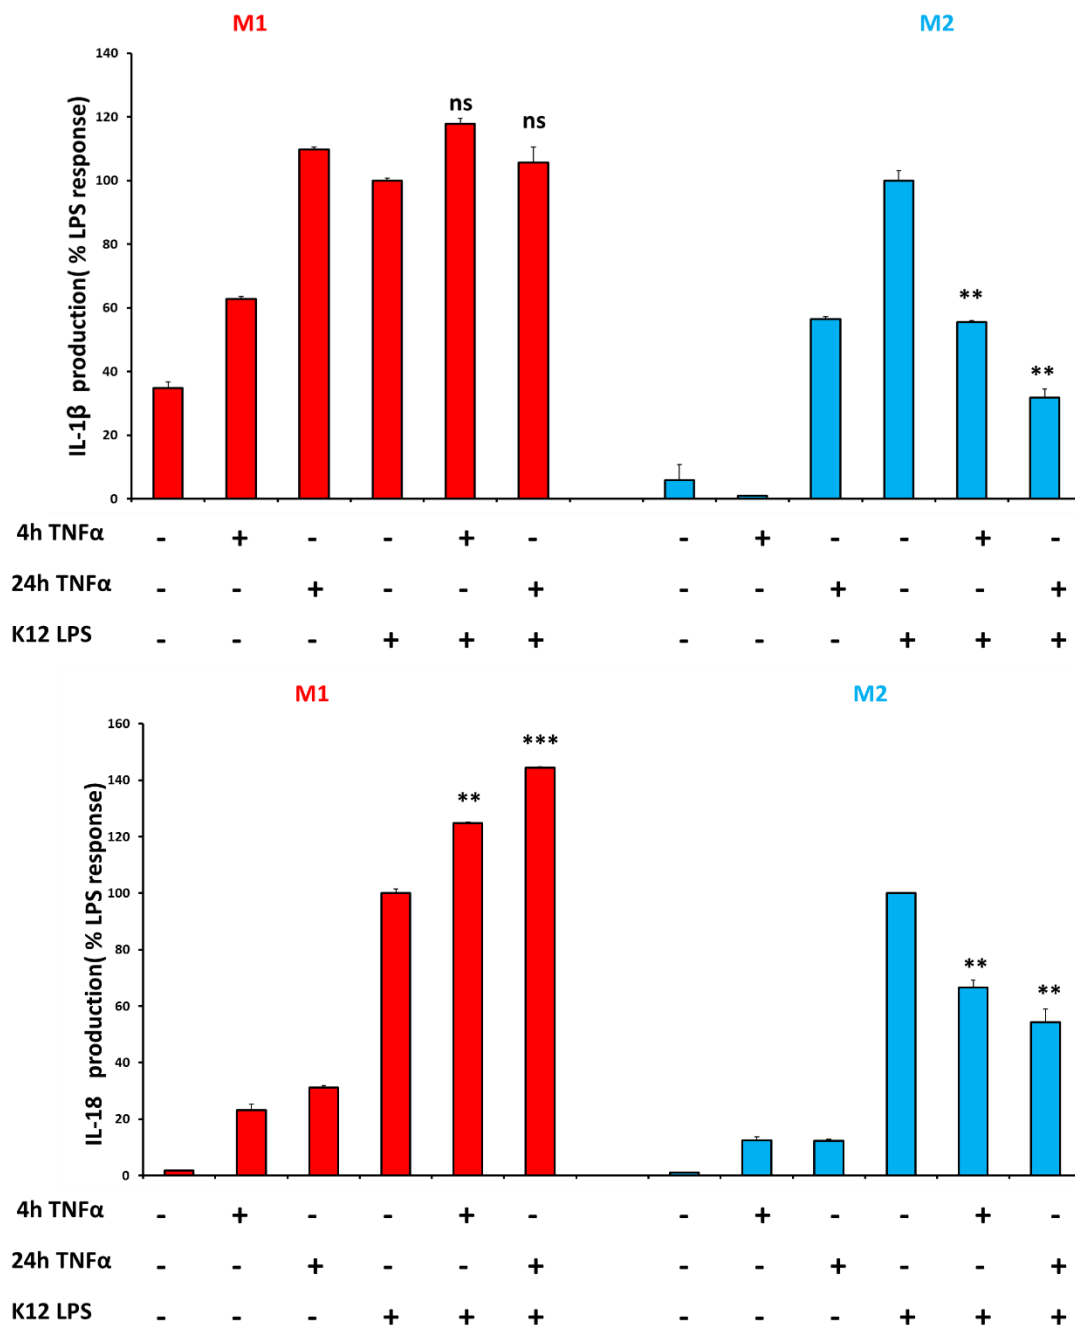 M1 M2
IL-1β production( % LPS response)
140
120
100
80
60
40
20
0
ns
ns
**
**
4h TNFα - + - - + - - + - - + -
24h TNFα - - + - - + - - + - - +
K12 LPS - - - + + + - - - + + +
M1 M2
IL-18 production( % LPS response)
160
140
120
100
80
60
40
20
0
**
***
**
**
4h TNFα - + - - + - - + - - + -
24h TNFα - - + - - + - - + - - +
K12 LPS - - - + + + - - - + + +